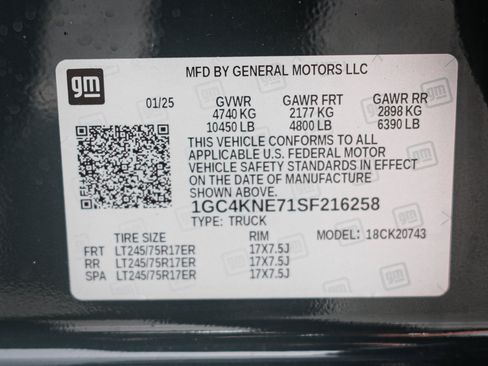 gm
MFD BY GENERAL MOTORS LLC
01/25 GVWR GAWR FRT GAWR RR
4740 KG 2177 KG 2898 KG
10450 LB 4800 LB 6390 LB
THIS VEHICLE CONFORMS TO ALL
APPLICABLE U.S. FEDERAL MOTOR
VEHICLE SAFETY STANDARDS IN EFFECT
ON THE DATE OF MANUFACTURE
SHOWN ABOVE.
1GC4KNE71SF216258
TYPE: TRUCK
TIRE SIZE RIM MODEL: 18CK20743
FRT LT245/75R17ER 17X7.5J
RR LT245/75R17ER 17X7.5J
SPA LT245/75R17ER 17X7.5J